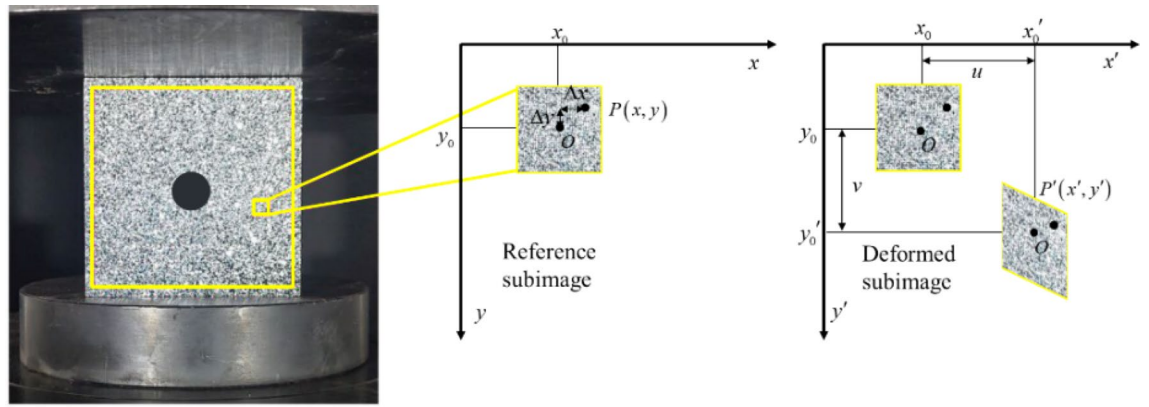 x₀
x
Δx
Δy
P(x, y)
y₀
O
Reference
subimage
y
x₀
x₀′
u
x′
y₀
O
v
P′(x′, y′)
y₀′
O
Deformed
subimage
y′